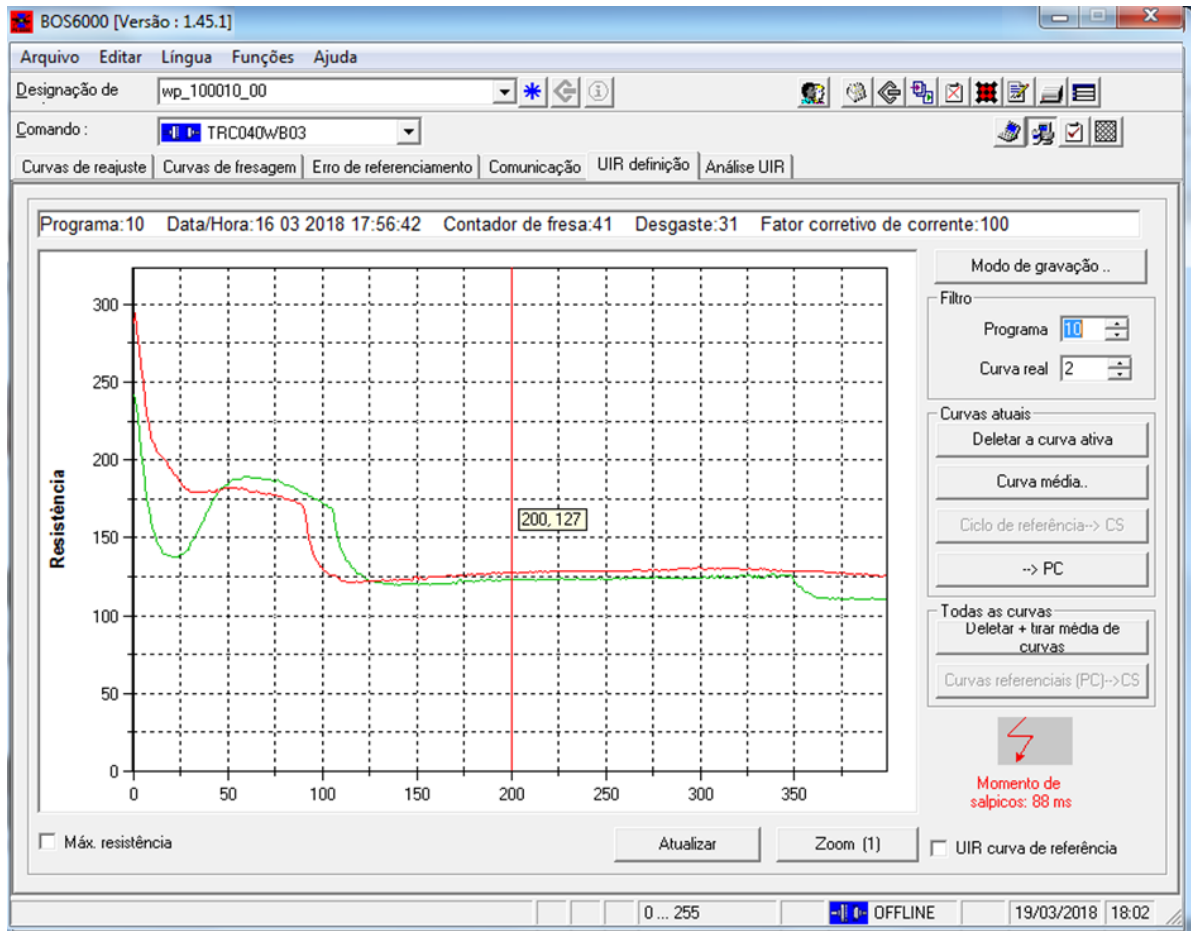 BOS6000 [Versão : 1.45.1]
Arquivo Editar Língua Funções Ajuda
Designação de wp_100010_00
Comando : TRC040WB03
Curvas de reajuste Curvas de fresagem Erro de referenciamento Comunicação UIR definição Análise UIR
Programa:10 Data/Hora:16 03 2018 17:56:42 Contador de fresa:41 Desgaste:31 Fator corretivo de corrente:100
Resistência
300
250
200
150
100
50
0
200, 127
0 50 100 150 200 250 300 350
Modo de gravação ..
Filtro
Programa 10
Curva real 2
Curvas atuais
Deletar a curva ativa
Curva média..
Ciclo de referência--> CS
--> PC
Todas as curvas
Deletar + tirar média de
curvas
Curvas referenciais (PC)-->CS
Momento de
salpicos: 88 ms
Máx. resistência
Atualizar
Zoom (1)
UIR curva de referência
0 ... 255 OFFLINE 19/03/2018 18:02